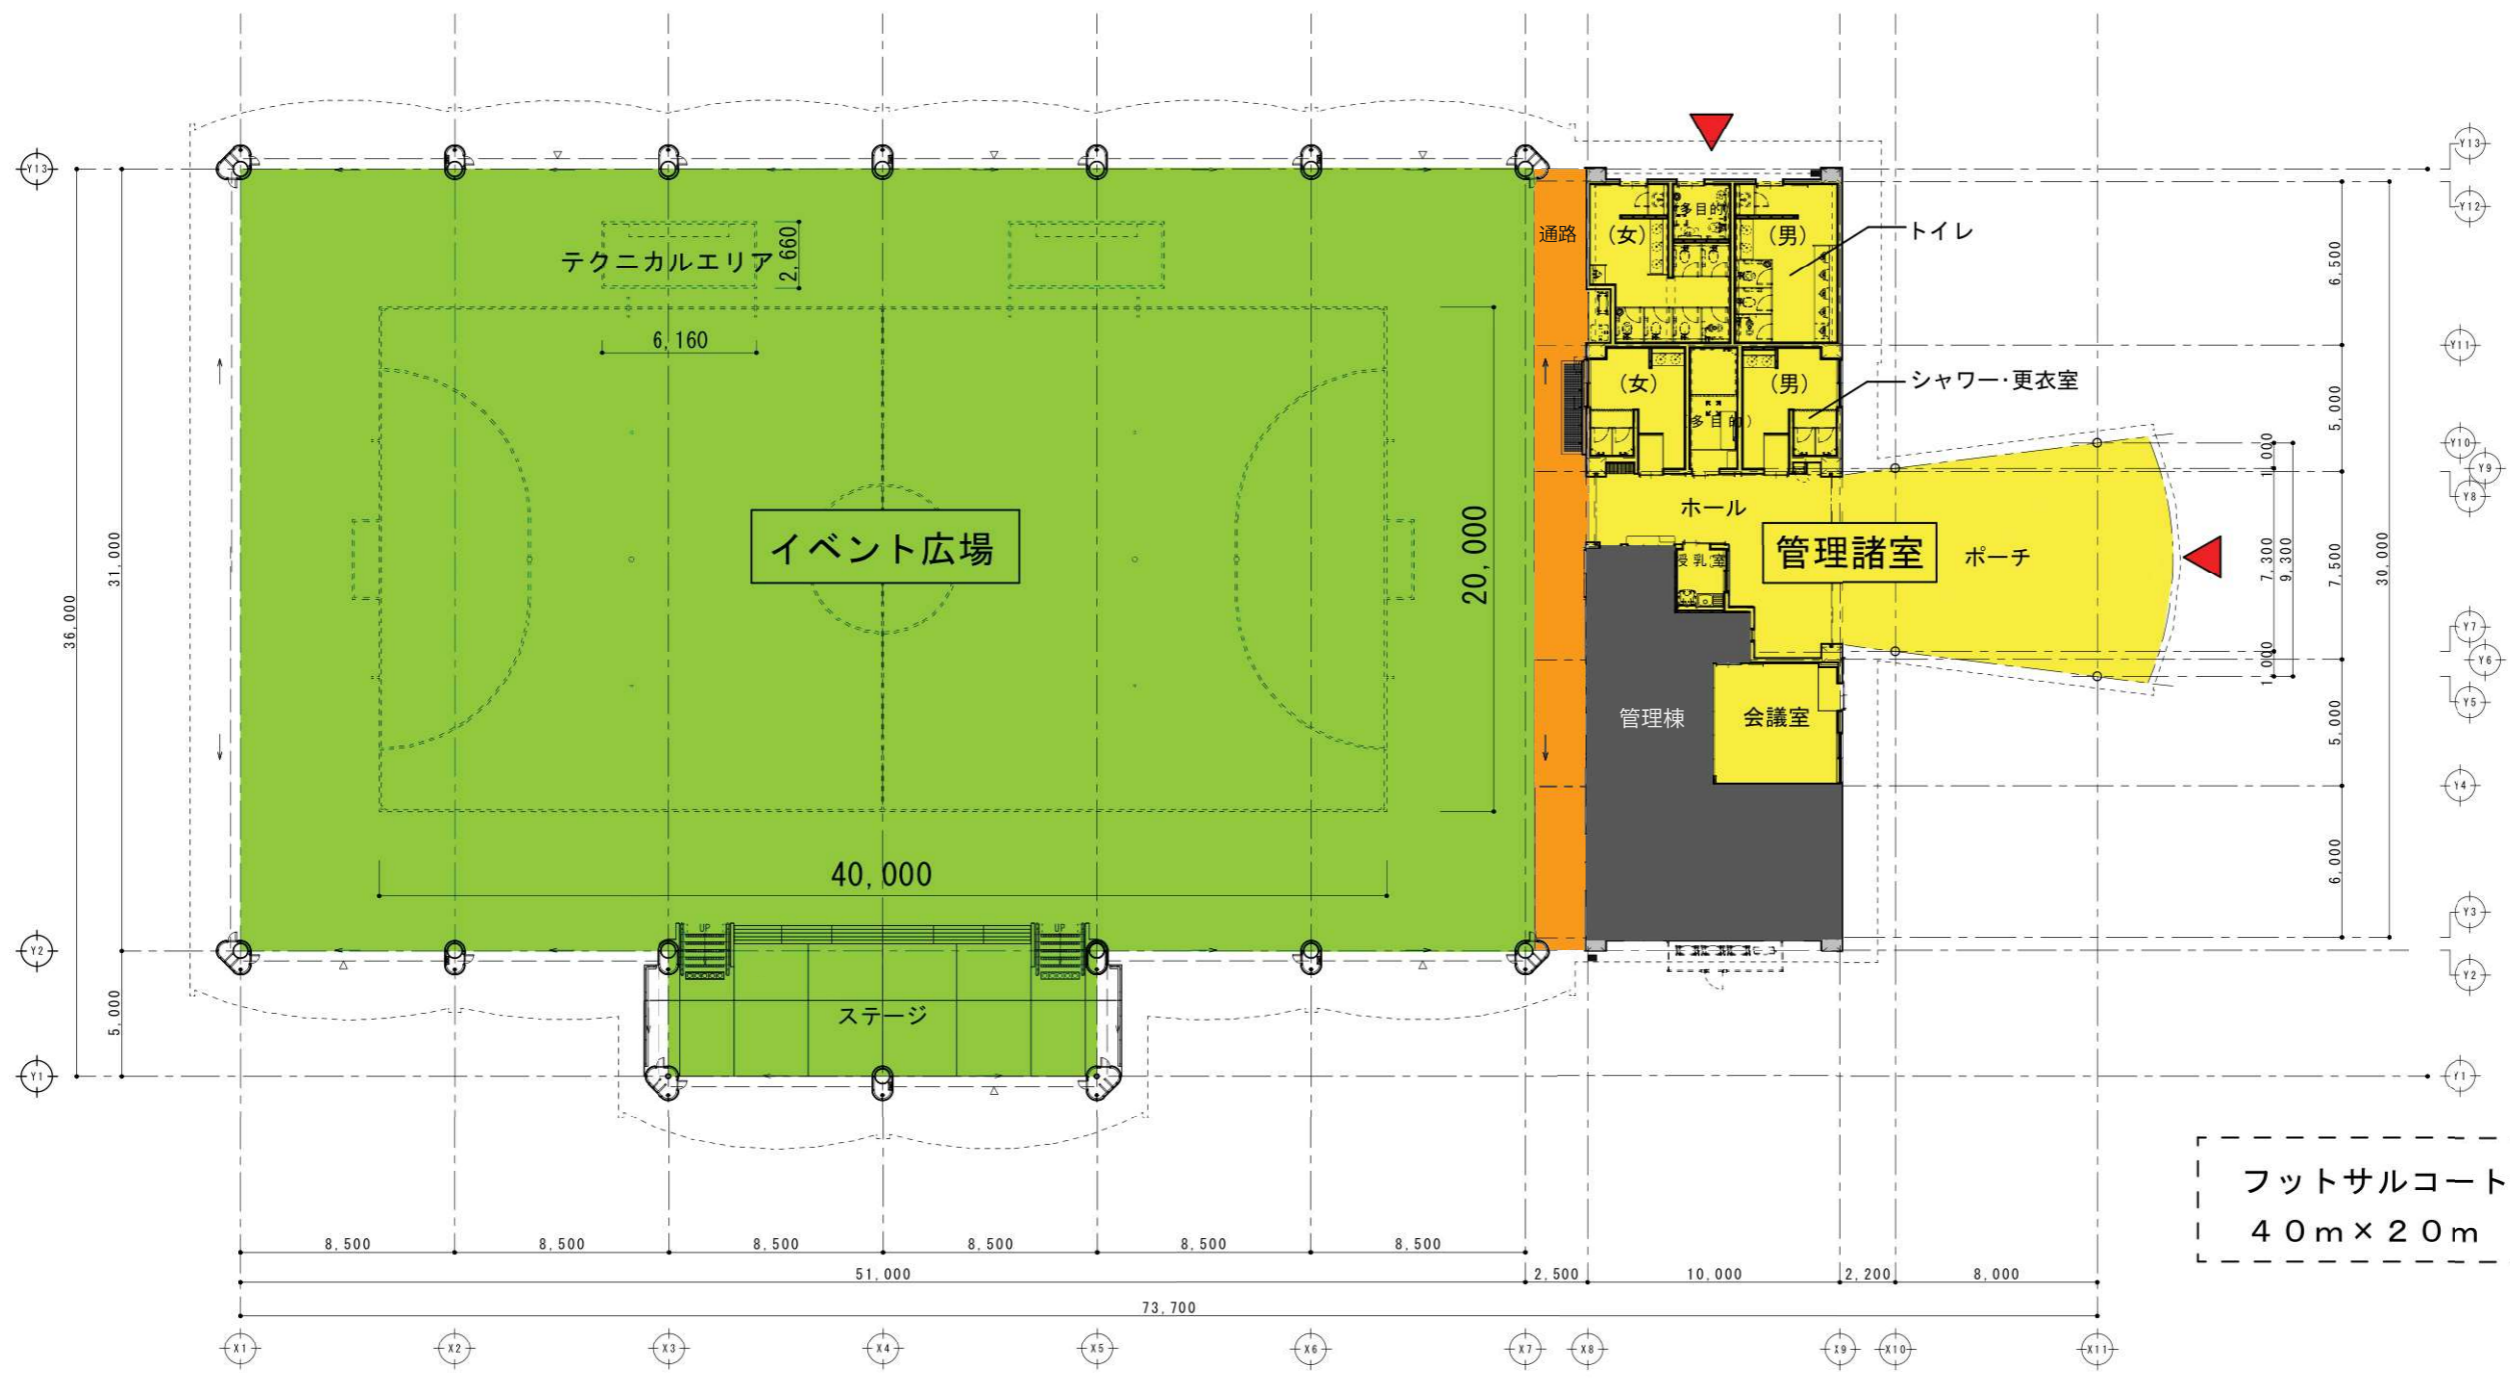 Y13
Y13
Y12
2,660
多目的
通路
(女)
(男)
トイレ
テクニカルエリア
6,500
6,160
Y11
(女)
(男)
シャワー・更衣室
5,000
多目的)
Y10
1,000
Y9
Y8
ホール
イベント広場
20,000
授乳室
管理諸室
ポーチ
31,000
36,000
7,300
9,300
7,500
30,000
Y7
Y6
1,000
Y5
管理棟
会議室
5,000
Y4
40,000
6,000
Y3
UP
UP
Y2
Y2
5,000
ステージ
Y1
Y1
フットサルコート
40m×20m
8,500
8,500
8,500
8,500
8,500
8,500
51,000
2,500
10,000
2,200
8,000
73,700
X1
X2
X3
X4
X5
X6
X7
X8
X9
X10
X11